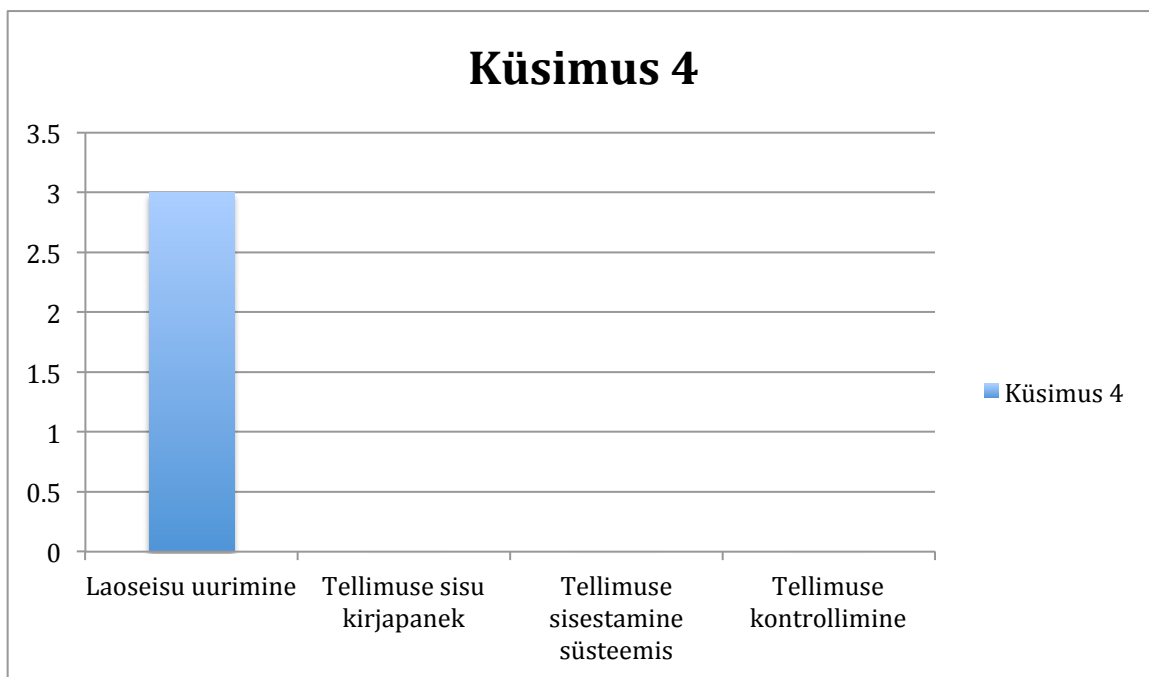 Küsimus 4
3.5
3
2.5
2
1.5
1
0.5
0
Laoseisu uurimine
Tellimuse sisu
kirjapanek
Tellimuse
sisestamine
süsteemis
Tellimuse
kontrollimine
Küsimus 4